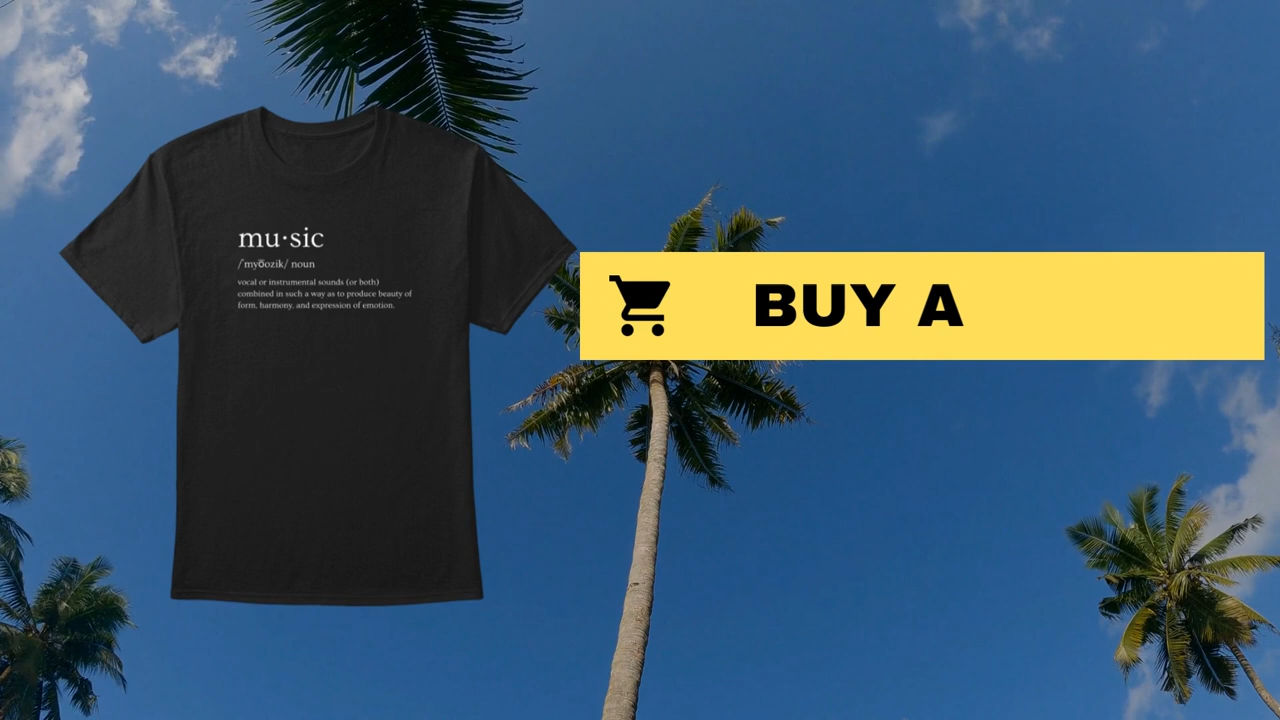 mu·sic
/ˈmyo͞ozik/ noun
vocal or instrumental sounds (or both)
combined in such a way as to produce beauty of
form, harmony, and expression of emotion.
BUY A